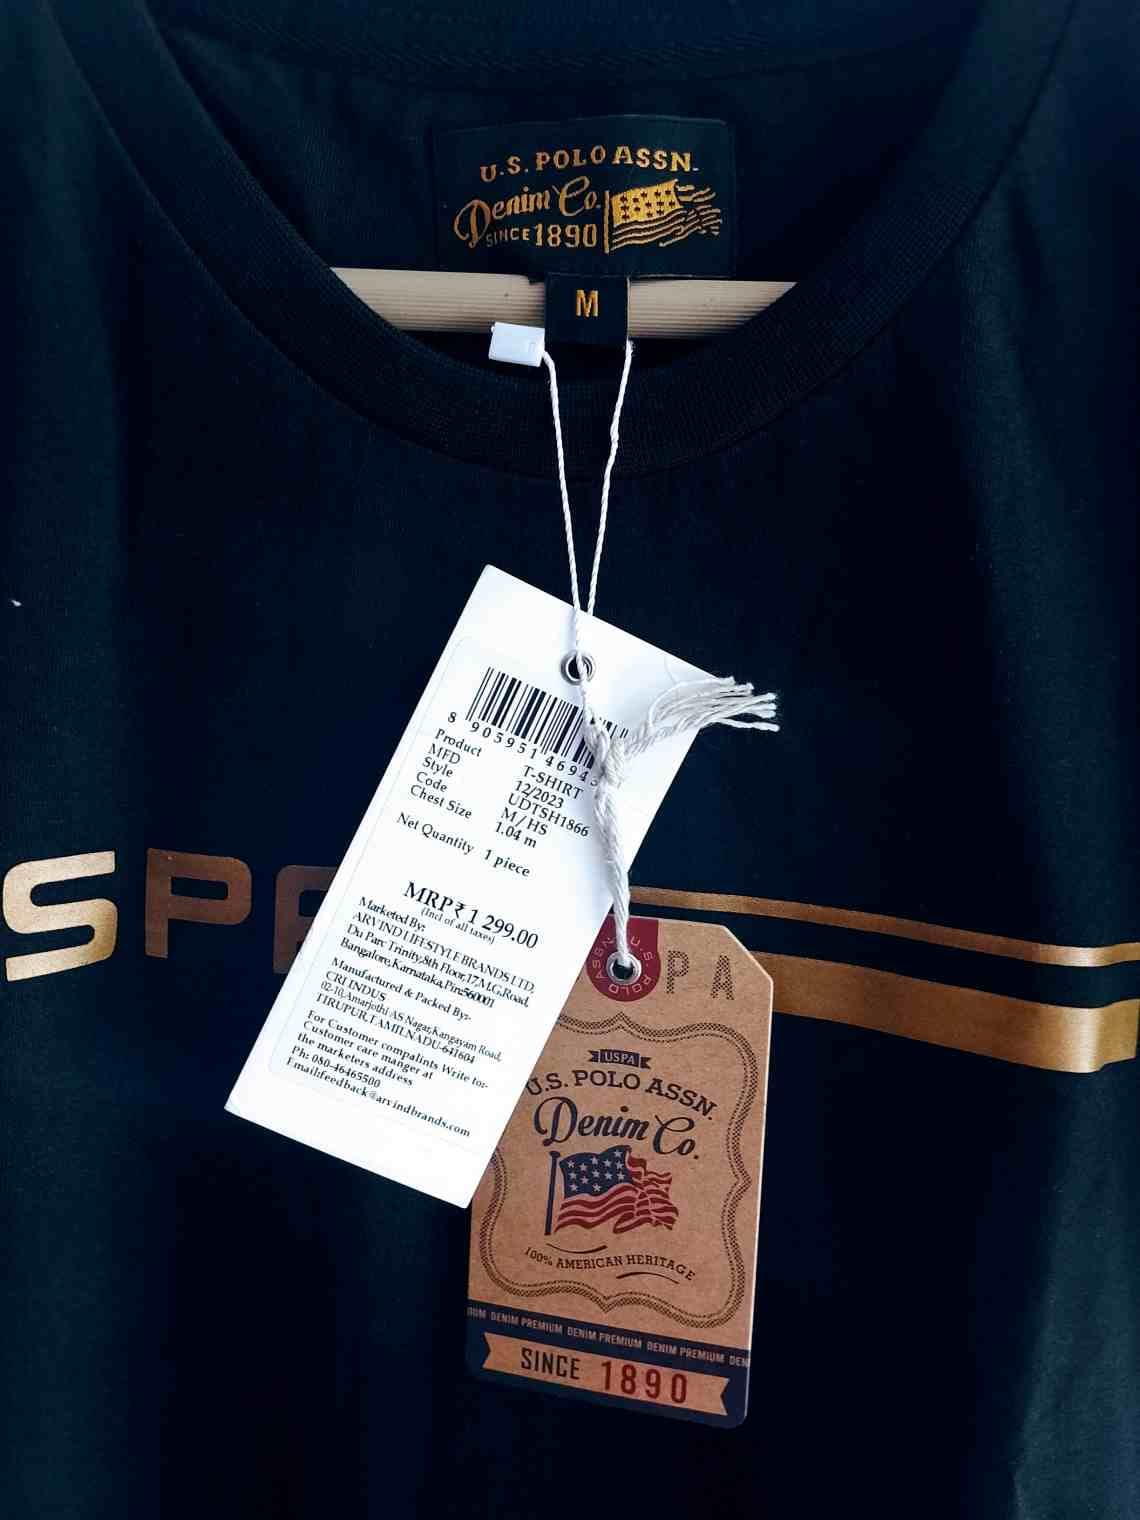 U.S. POLO ASSN.
Denim Co.
SINCE 1890
M
8 905951 4694
Product T-SHIRT
MFD 12/2023
Style UDTSH1866
Code M/HS
Chest Size 1.04 m
Net Quantity 1 piece
MRP₹ 1 299.00
(Incl of all taxes)
Marketed By:
ARVIND LIFESTYLE BRANDS LTD,
Du Parc Trinity,8th Floor,17,M.G,Road,
Bangalore,Karnataka,Pin:560001
Manufactured & Packed By:-
CRI INDUS
02-10,Amarjothi AS Nagar,Kangayam Road,
TIRUPUR,TAMILNADU-641604
For Customer compalints Write to:-
Customer care manger at
the marketers address
Ph: 080-46465500
Email:feedback@arvindbrands.com
SP
U.S. POLO ASSN.
PA
USPA
U.S. POLO ASSN.
Denim Co.
100% AMERICAN HERITAGE
IUM DENIM PREMIUM DENIM PREMIUM DENIM PREMIUM DEN
SINCE 1890